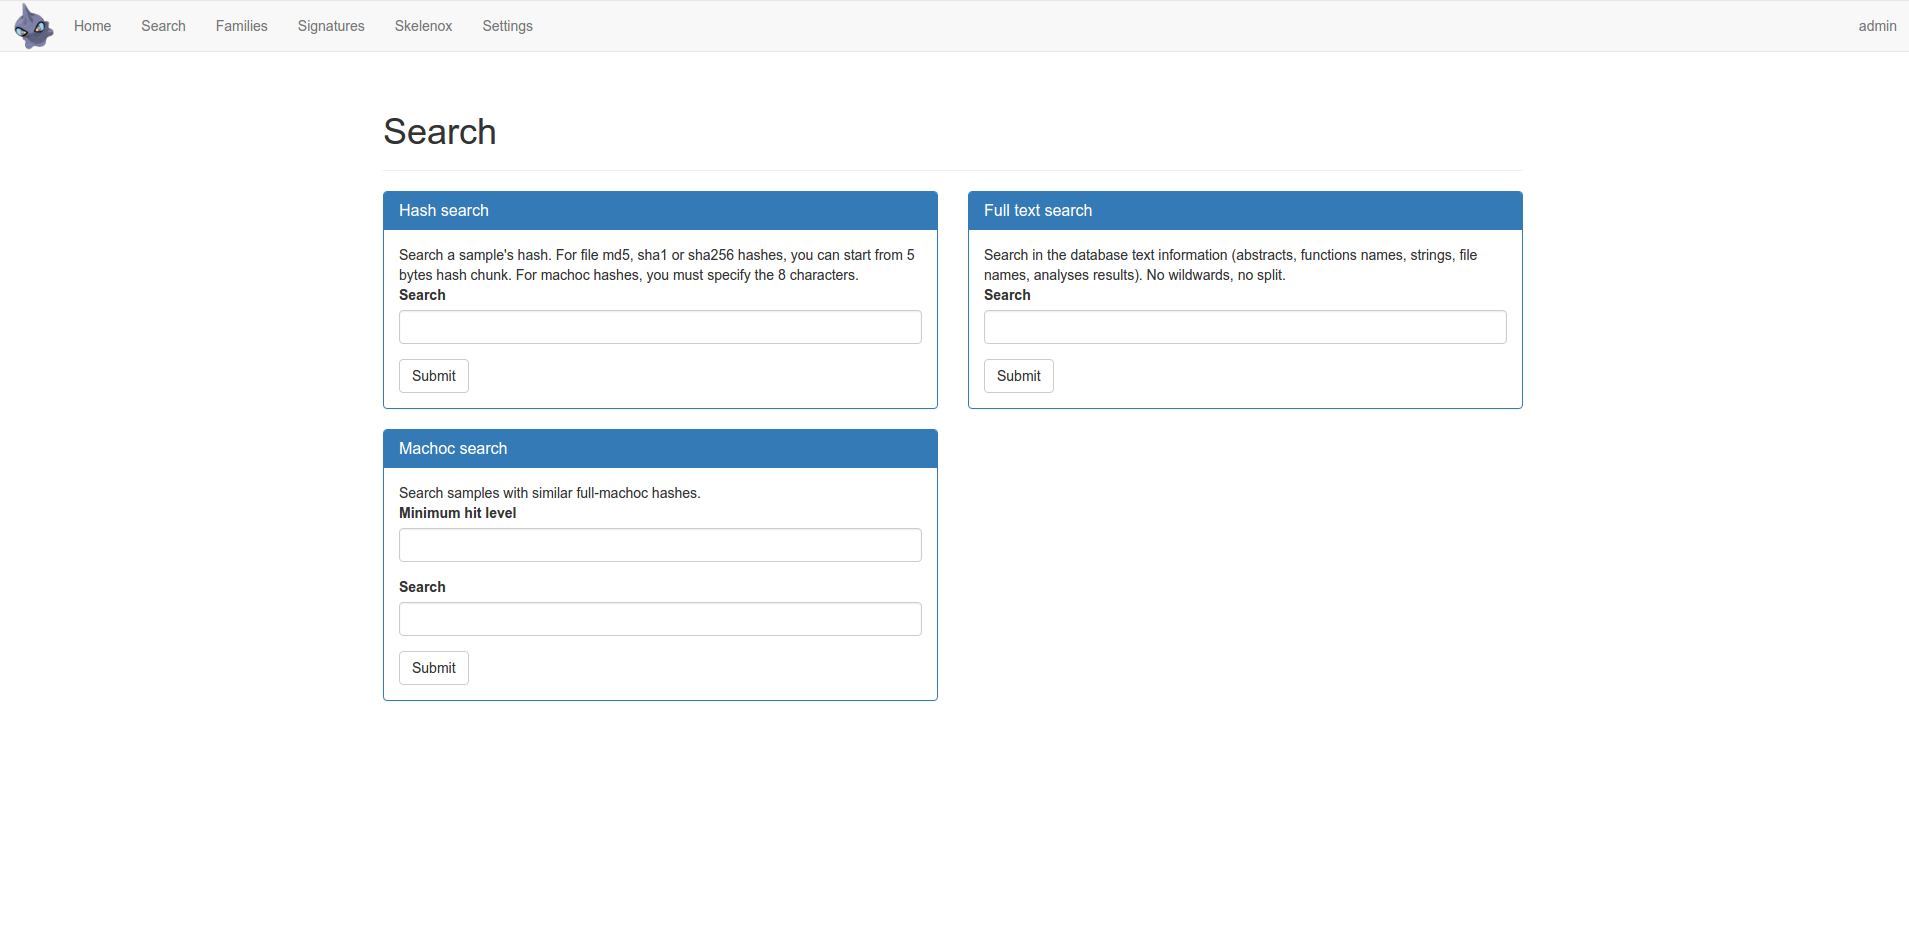 Home Search Families Signatures Skelenox Settings admin
Search
Hash search
Search a sample's hash. For file md5, sha1 or sha256 hashes, you can start from 5
bytes hash chunk. For machoc hashes, you must specify the 8 characters.
Search
Submit
Full text search
Search in the database text information (abstracts, functions names, strings, file
names, analyses results). No wildwards, no split.
Search
Submit
Machoc search
Search samples with similar full-machoc hashes.
Minimum hit level
Search
Submit